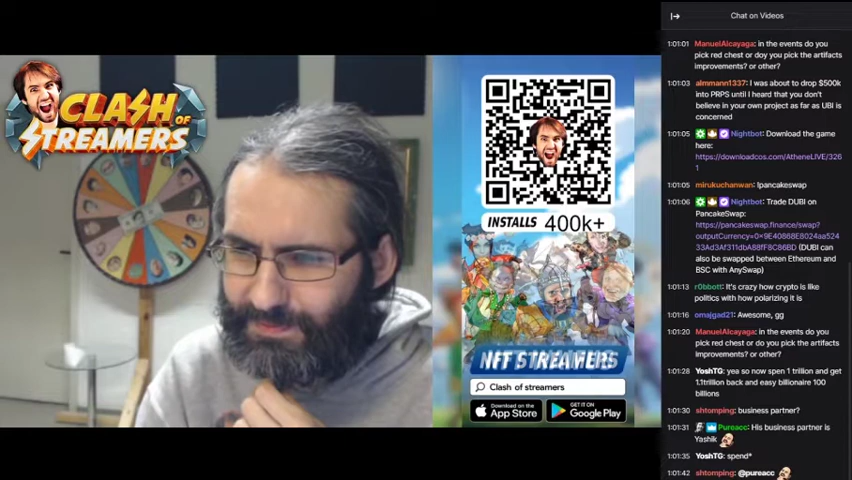 CLASH OF
STREAMERS
INSTALLS 400k+
NFT STREAMERS
Clash of streamers
Download on the
App Store
GET IT ON
Google Play
Chat on Videos
1:01:01 ManuelAlcayaga: in the events do you
pick red chest or doy you pick the artifacts
improvements? or other?
1:01:03 almmann1337: I was about to drop $500k
into PRPS until I heard that you don't
believe in your own project as far as UBI is
concerned
1:01:05 Nightbot: Download the game
here:
https://downloadcos.com/AtheneLIVE/326
1
1:01:05 mirukuchanwan: !pancakeswap
1:01:06 Nightbot: Trade DUBI on
PancakeSwap:
https://pancakeswap.finance/swap?
(DUBI can
also be swapped between Ethereum and
BSC with AnySwap)
1:01:13 r0bbott: It's crazy how crypto is like
politics with how polarizing it is
1:01:16 omajgad21: Awesome, gg
1:01:20 ManuelAlcayaga: in the events do you
pick red chest or do you pick the artifacts
improvements? or other?
1:01:28 YoshTG: yea so now spen 1 trillion and get
1.1trillion back and easy billionaire 100
billions
1:01:30 shtomping: business partner?
1:01:31 Pureacc: His business partner is
Yashik
1:01:35 YoshTG: spend*
1:01:42 shtomping: @pureacc